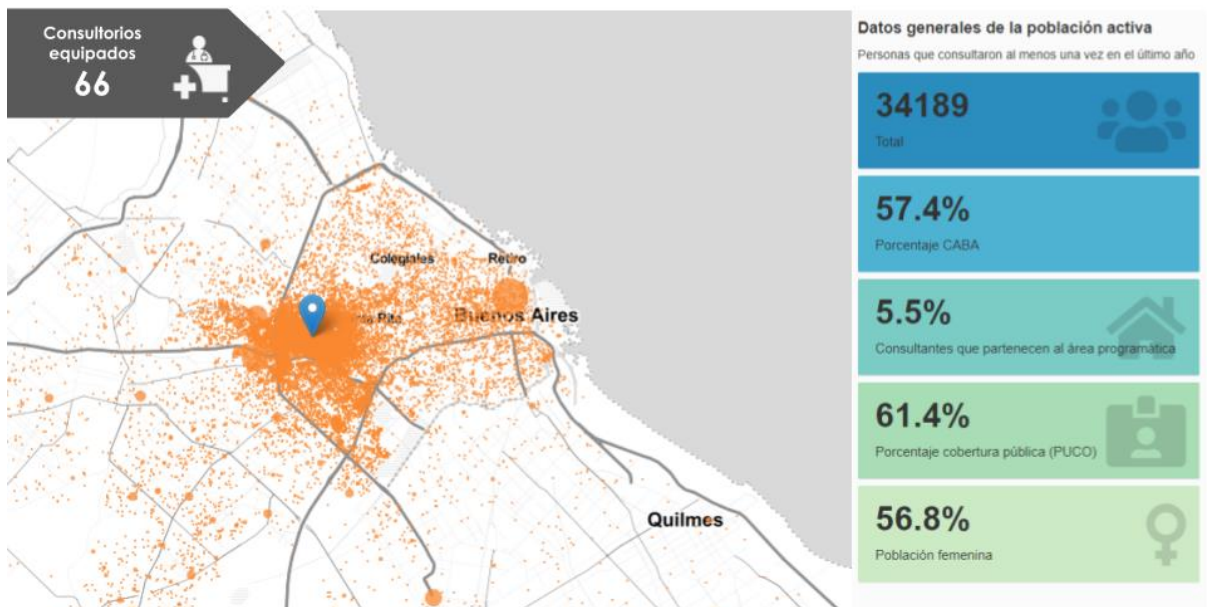 Consultorios
equipados
66
Colegiales
Retiro
Buenos Aires
Quilmes
Datos generales de la población activa
Personas que consultaron al menos una vez en el último año
34189
Total
57.4%
Porcentaje CABA
5.5%
Consultantes que partenecen al área programática
61.4%
Porcentaje cobertura pública (PUCO)
56.8%
Población femenina